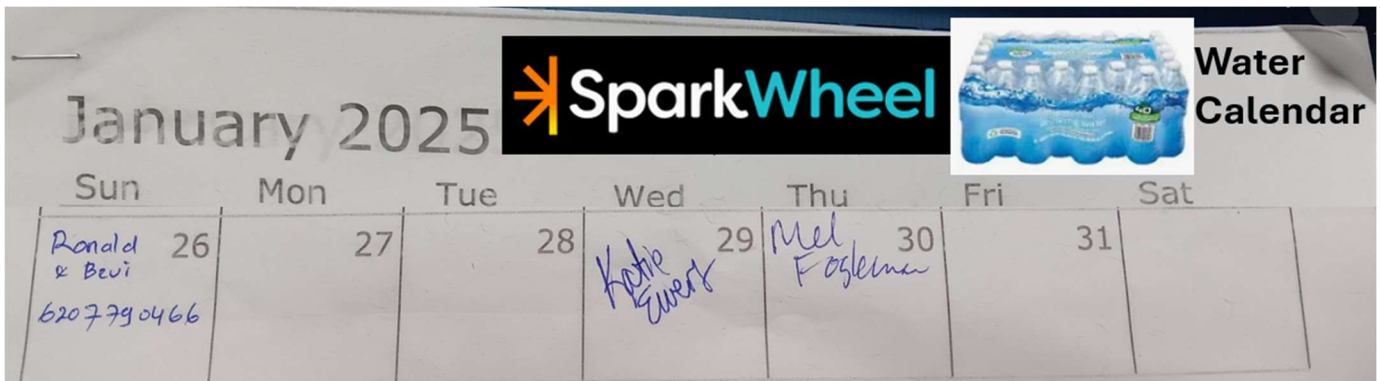 January 2025
SparkWheel
Water
Calendar
Sun Mon Tue Wed Thu Fri Sat
26 27 28 29 30 31
Ronald
& Bevi
6207790466
Katie
Ewert
Mel
Fogleman